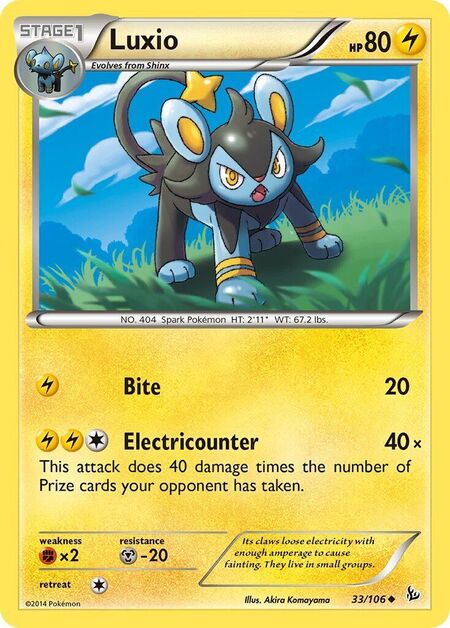 STAGE1
Luxio
HP80
Evolves from Shinx
NO. 404 Spark Pokémon HT: 2'11" WT: 67.2 lbs.
Bite 20
Electricounter 40×
This attack does 40 damage times the number of
Prize cards your opponent has taken.
weakness resistance
×2 -20
retreat
Its claws loose electricity with
enough amperage to cause
fainting. They live in small groups.
©2014 Pokémon
Illus. Akira Komayama 33/106